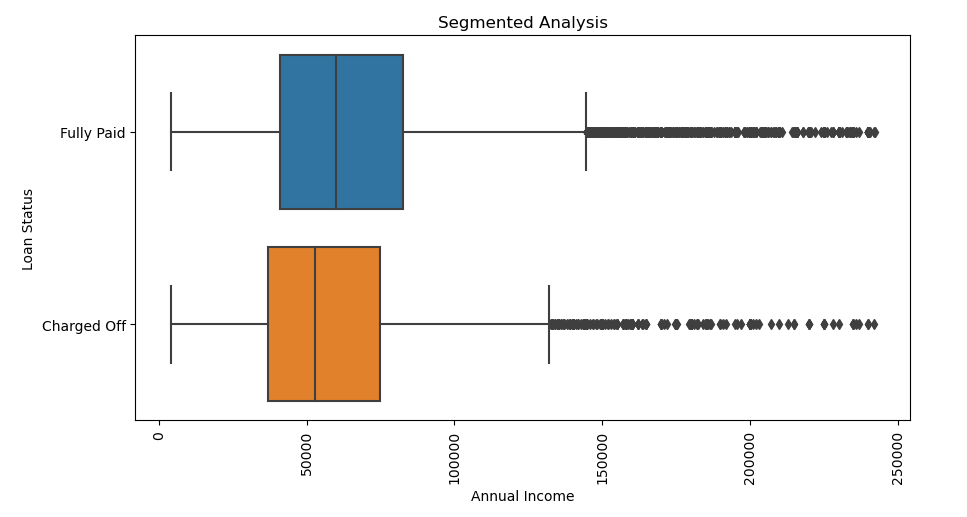 Segmented Analysis
Loan Status
Fully Paid
Charged Off
0
50000
100000
150000
200000
250000
Annual Income